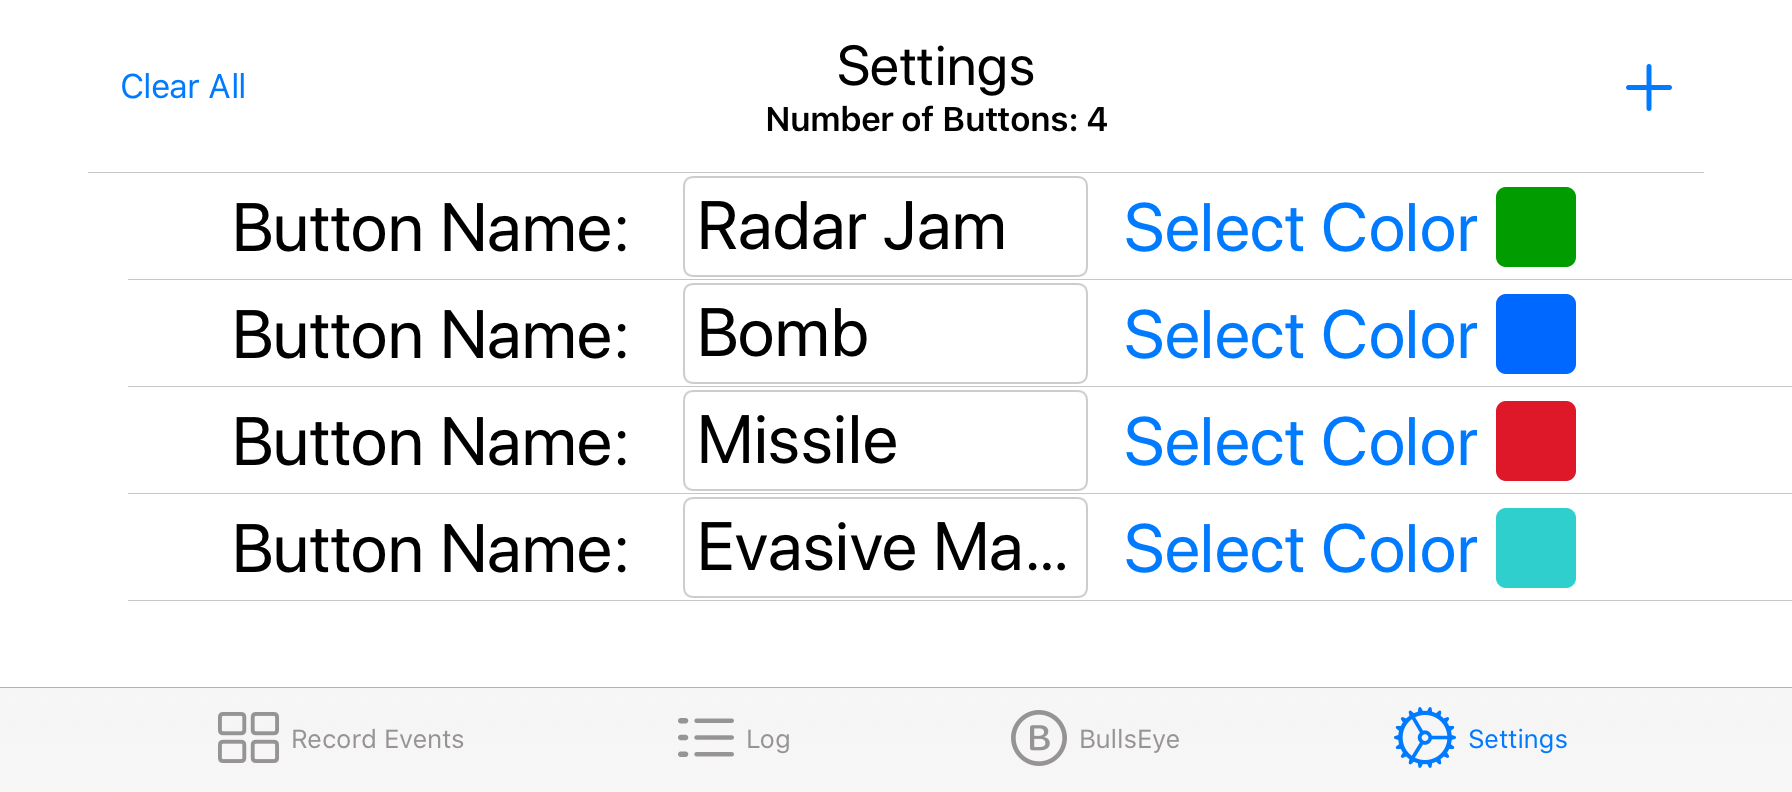 Settings
Clear All
Number of Buttons: 4
Button Name: Radar Jam Select Color
Button Name: Bomb Select Color
Button Name: Missile Select Color
Button Name: Evasive Ma... Select Color
Record Events Log B BullsEye Settings